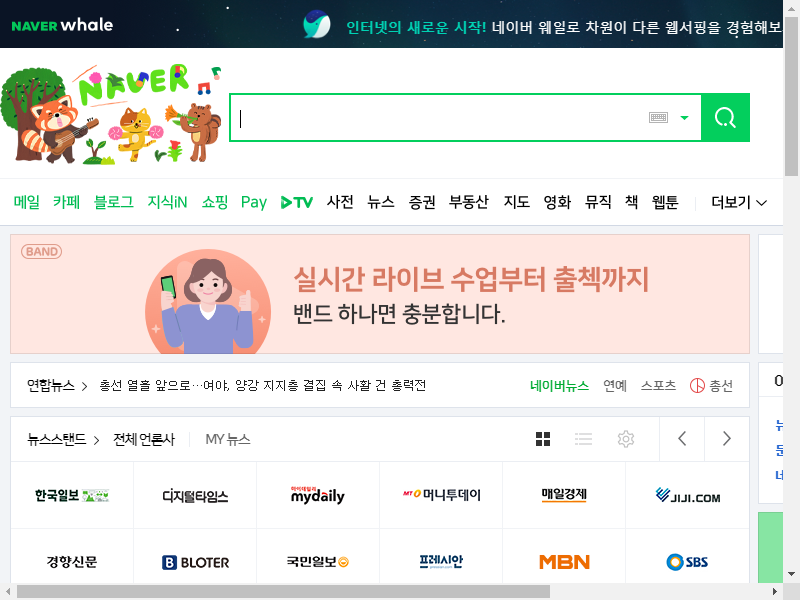 NAVER whale
인터넷의 새로운 시작! 네이버 웨일로 차원이 다른 웹서핑을 경험해보
NAVER
메일 카페 블로그 지식iN 쇼핑 Pay TV 사전 뉴스 증권 부동산 지도 영화 뮤직 책 웹툰 더보기
BAND
실시간 라이브 수업부터 출첵까지
밴드 하나면 충분합니다.
연합뉴스 총선 열흘 앞으로…여야, 양강 지지층 결집 속 사활 건 총력전 네이버뉴스 연예 스포츠 총선
뉴스스탠드 전체 언론사 MY 뉴스
한국일보 디지털타임스 마이데일리 mydaily MT 머니투데이 매일경제 JIJI.COM
경향신문 BLOTER 국민일보 프레시안 MBN SBS